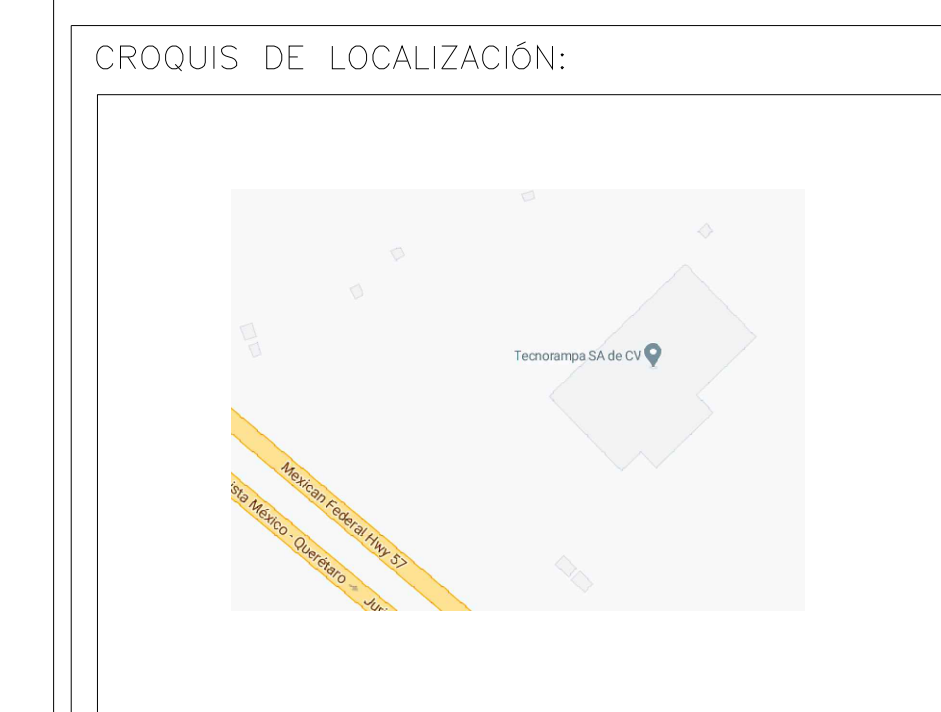 CROQUIS DE LOCALIZACIÓN:
Tecnorampa SA de CV
Mexican Federal Hwy 57
México - Querétaro